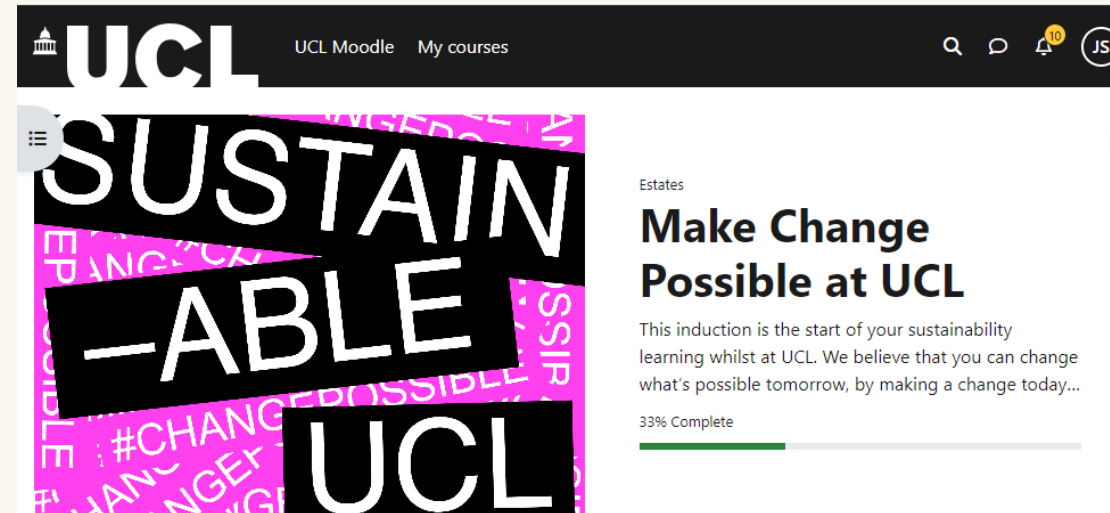 UCL
UCL Moodle My courses
10
JS
SUSTAIN
–ABLE
UCL
#CHANGEPOSSIBLE
Estates
Make Change
Possible at UCL
This induction is the start of your sustainability
learning whilst at UCL. We believe that you can change
what's possible tomorrow, by making a change today...
33% Complete